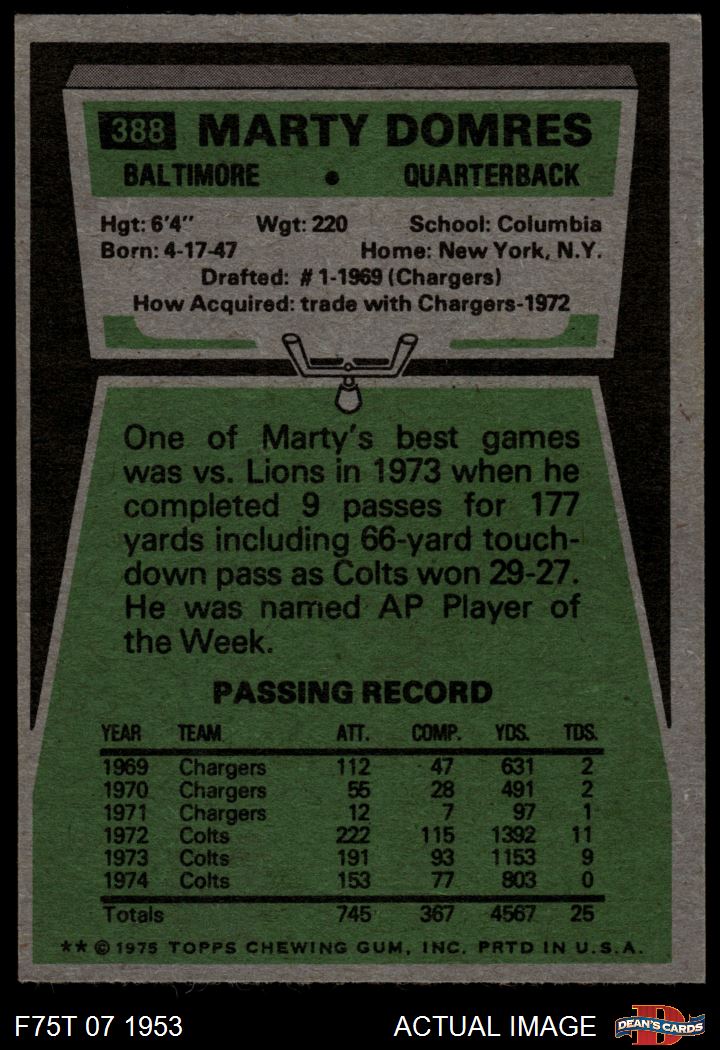 388 MARTY DOMRES
BALTIMORE • QUARTERBACK
Hgt: 6'4" Wgt: 220 School: Columbia
Born: 4-17-47 Home: New York, N.Y.
Drafted: #1-1969 (Chargers)
How Acquired: trade with Chargers-1972
One of Marty's best games
was vs. Lions in 1973 when he
completed 9 passes for 177
yards including 66-yard touch-
down pass as Colts won 29-27.
He was named AP Player of
the Week.
PASSING RECORD
YEAR TEAM ATT. COMP. YDS. TDS.
1969 Chargers 112 47 631 2
1970 Chargers 55 28 491 2
1971 Chargers 12 7 97 1
1972 Colts 222 115 1392 11
1973 Colts 191 93 1153 9
1974 Colts 153 77 803 0
Totals 745 367 4567 25
** © 1975 TOPPS CHEWING GUM, INC. PRTD IN U.S.A.
F75T 07 1953 ACTUAL IMAGE D DEAN'S CARDS